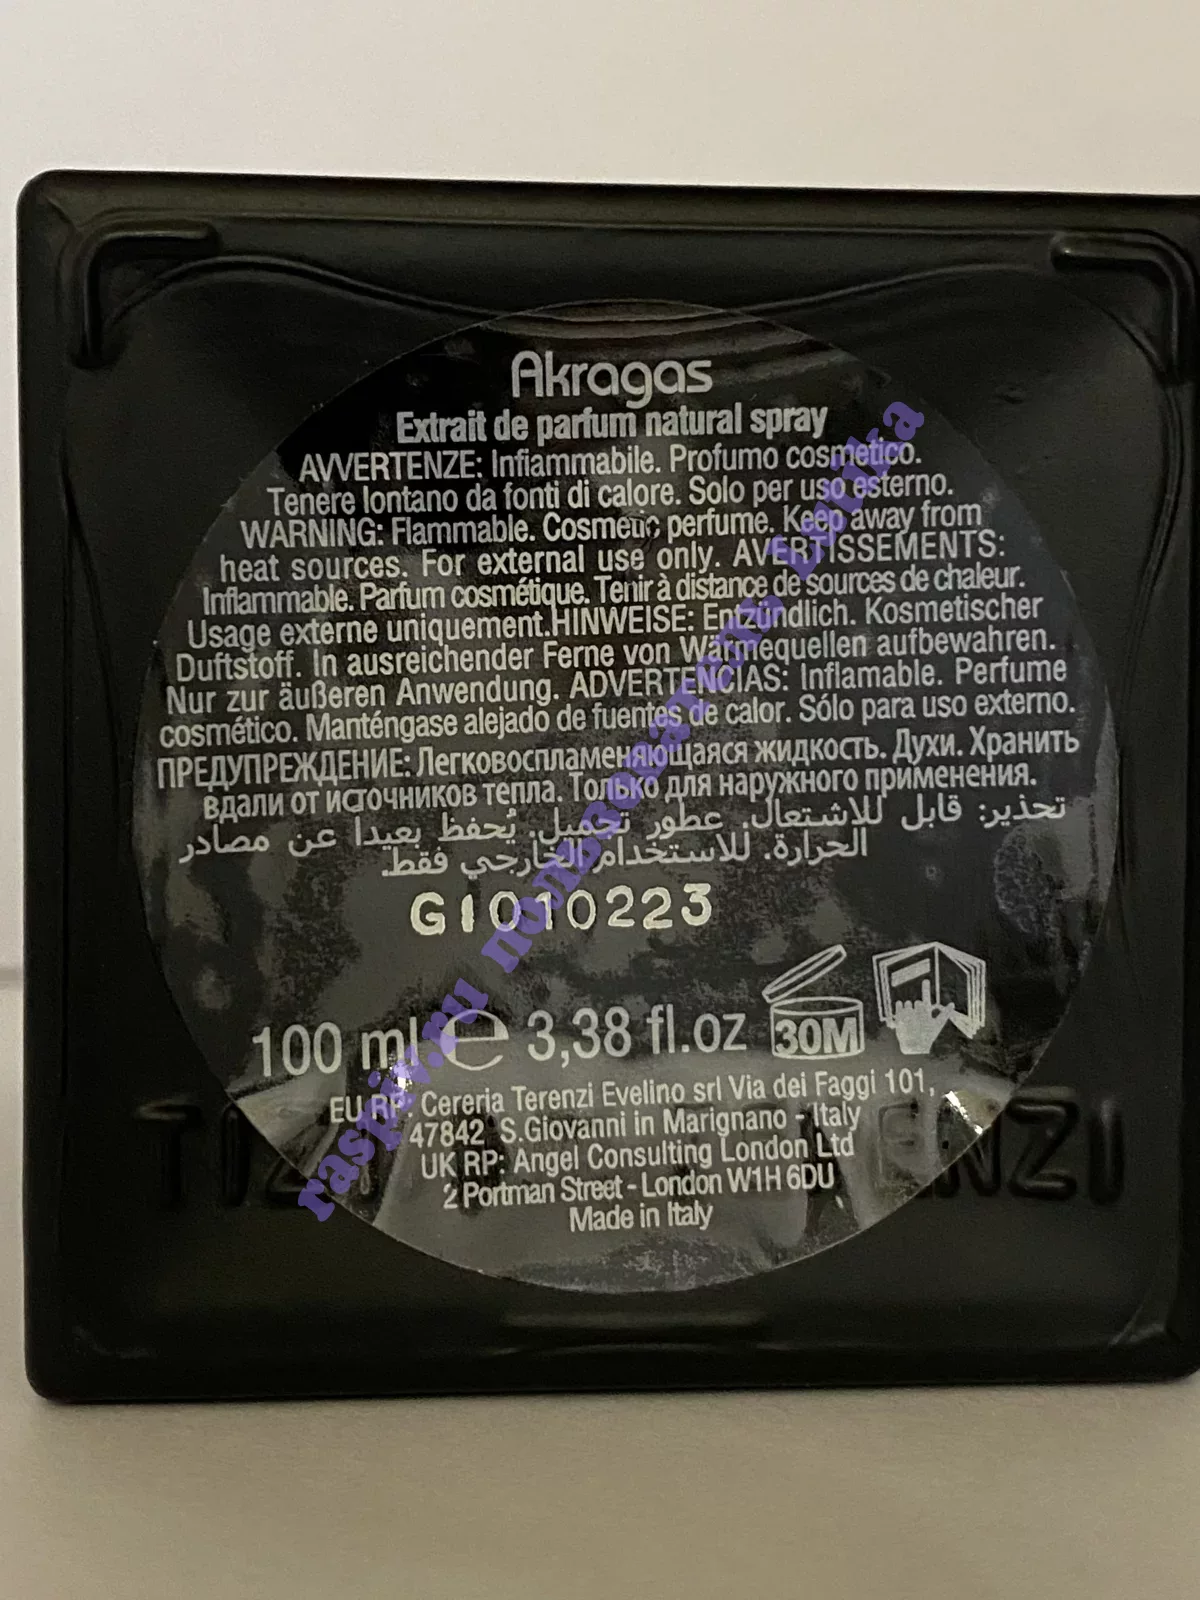 Akragas
Extrait de parfum natural spray
AVVERTENZE: Infiammabile. Profumo cosmetico.
Tenere lontano da fonti di calore. Solo per uso esterno.
WARNING: Flammable. Cosmetic perfume. Keep away from
heat sources. For external use only. AVERTISSEMENTS:
Inflammable. Parfum cosmétique. Tenir à distance de sources de chaleur.
Usage externe uniquement. HINWEISE: Entzündlich. Kosmetischer
Duftstoff. In ausreichender Ferne von Wärmequellen aufbewahren.
Nur zur äußeren Anwendung. ADVERTENCIAS: Inflamable. Perfume
cosmético. Manténgase alejado de fuentes de calor. Sólo para uso externo.
ПРЕДУПРЕЖДЕНИЕ: Легковоспламеняющаяся жидкость. Духи. Хранить
вдали от источников тепла. Только для наружного применения.
تحذير: قابل للاشتعال. عطور تجميل. يُحفظ بعيدا عن مصادر
الحرارة. للاستخدام الخارجي فقط.
GI010223
100 ml e 3,38 fl.oz 30M
EU RP: Cereria Terenzi Evelino srl Via dei Faggi 101,
47842 S.Giovanni in Marignano - Italy
UK RP: Angel Consulting London Ltd
2 Portman Street - London W1H 6DU
Made in Italy
TIZI ENZI
raspiv.ru пользователь